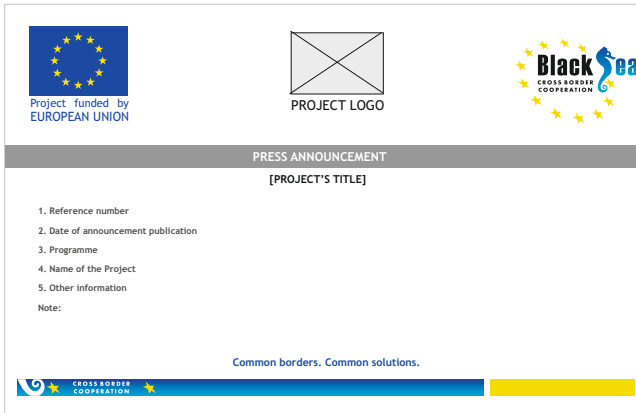 Project funded by
EUROPEAN UNION
PROJECT LOGO
Black Sea
CROSS BORDER
COOPERATION
PRESS ANNOUNCEMENT
[PROJECT'S TITLE]
1. Reference number
2. Date of announcement publication
3. Programme
4. Name of the Project
5. Other information
Note:
Common borders. Common solutions.
CROSS BORDER
COOPERATION